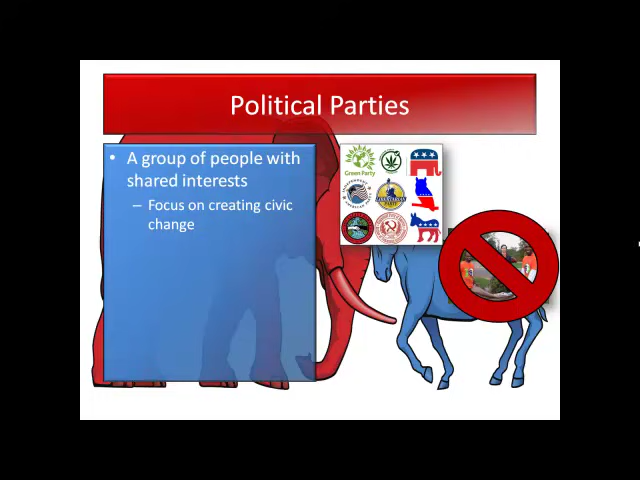 Political Parties
• A group of people with
shared interests
– Focus on creating civic
change
Green Party